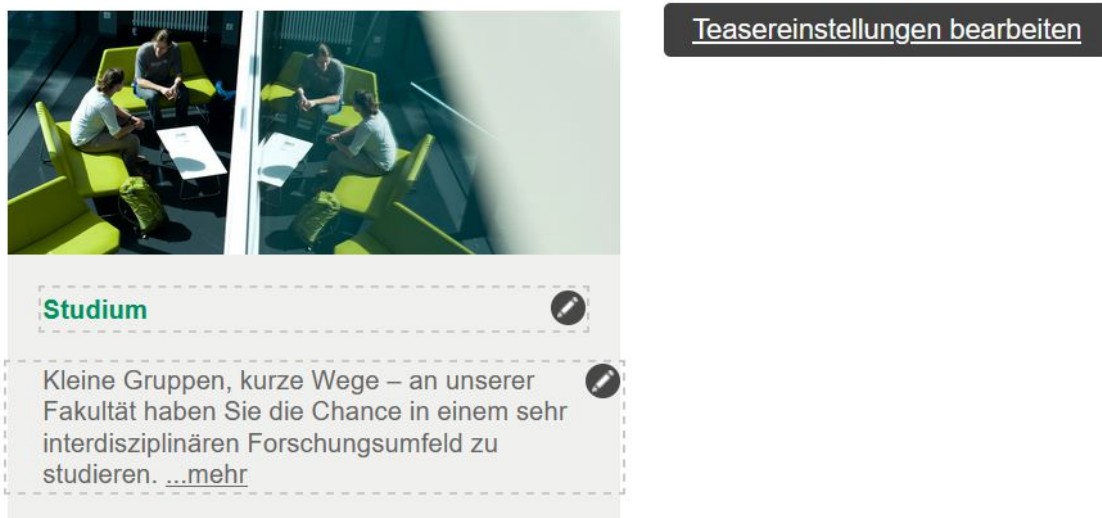 Teasereinstellungen bearbeiten
Studium
Kleine Gruppen, kurze Wege – an unserer
Fakultät haben Sie die Chance in einem sehr
interdisziplinären Forschungsumfeld zu
studieren. ...mehr